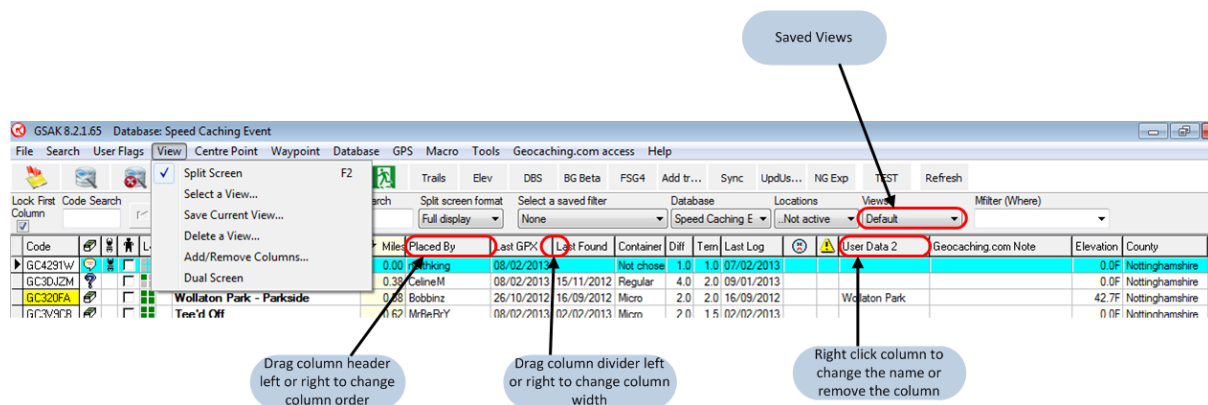 Saved Views
GSAK 8.2.1.65 Database: Speed Caching Event
File Search User Flags View Centre Point Waypoint Database GPS Macro Tools Geocaching.com access Help
Split Screen F2
Select a View...
Save Current View...
Delete a View...
Add/Remove Columns...
Dual Screen
Trails Elev DBS BG Beta FSG4 Add tr... Sync UpdUs... NG Exp TEST Refresh
Lock First Column Code Search Split screen format Select a saved filter Database Locations Views Mfilter (Where)
Full display None Speed Caching E ..Not active Default
Code Miles Placed By Last GPX Last Found Container Diff Terr Last Log User Data 2 Geocaching.com Note Elevation County
GC4291W 0.00 08/02/2013 Not chose 1.0 1.0 07/02/2013 0.0F Nottinghamshire
GC3DJZM 0.38 CelineM 08/02/2013 15/11/2012 Regular 4.0 2.0 09/01/2013 0.0F Nottinghamshire
GC320FA Wollaton Park - Parkside Bobbinz 26/10/2012 16/09/2012 Micro 2.0 2.0 16/09/2012 Wollaton Park 42.7F Nottinghamshire
GC3V9CB Tee'd Off 0.62 MrBeRrY 08/02/2013 02/02/2013 Micro 2.0 1.5 02/02/2013 0.0F Nottinghamshire
Drag column header
left or right to change
column order
Drag column divider left
or right to change column
width
Right click column to
change the name or
remove the column